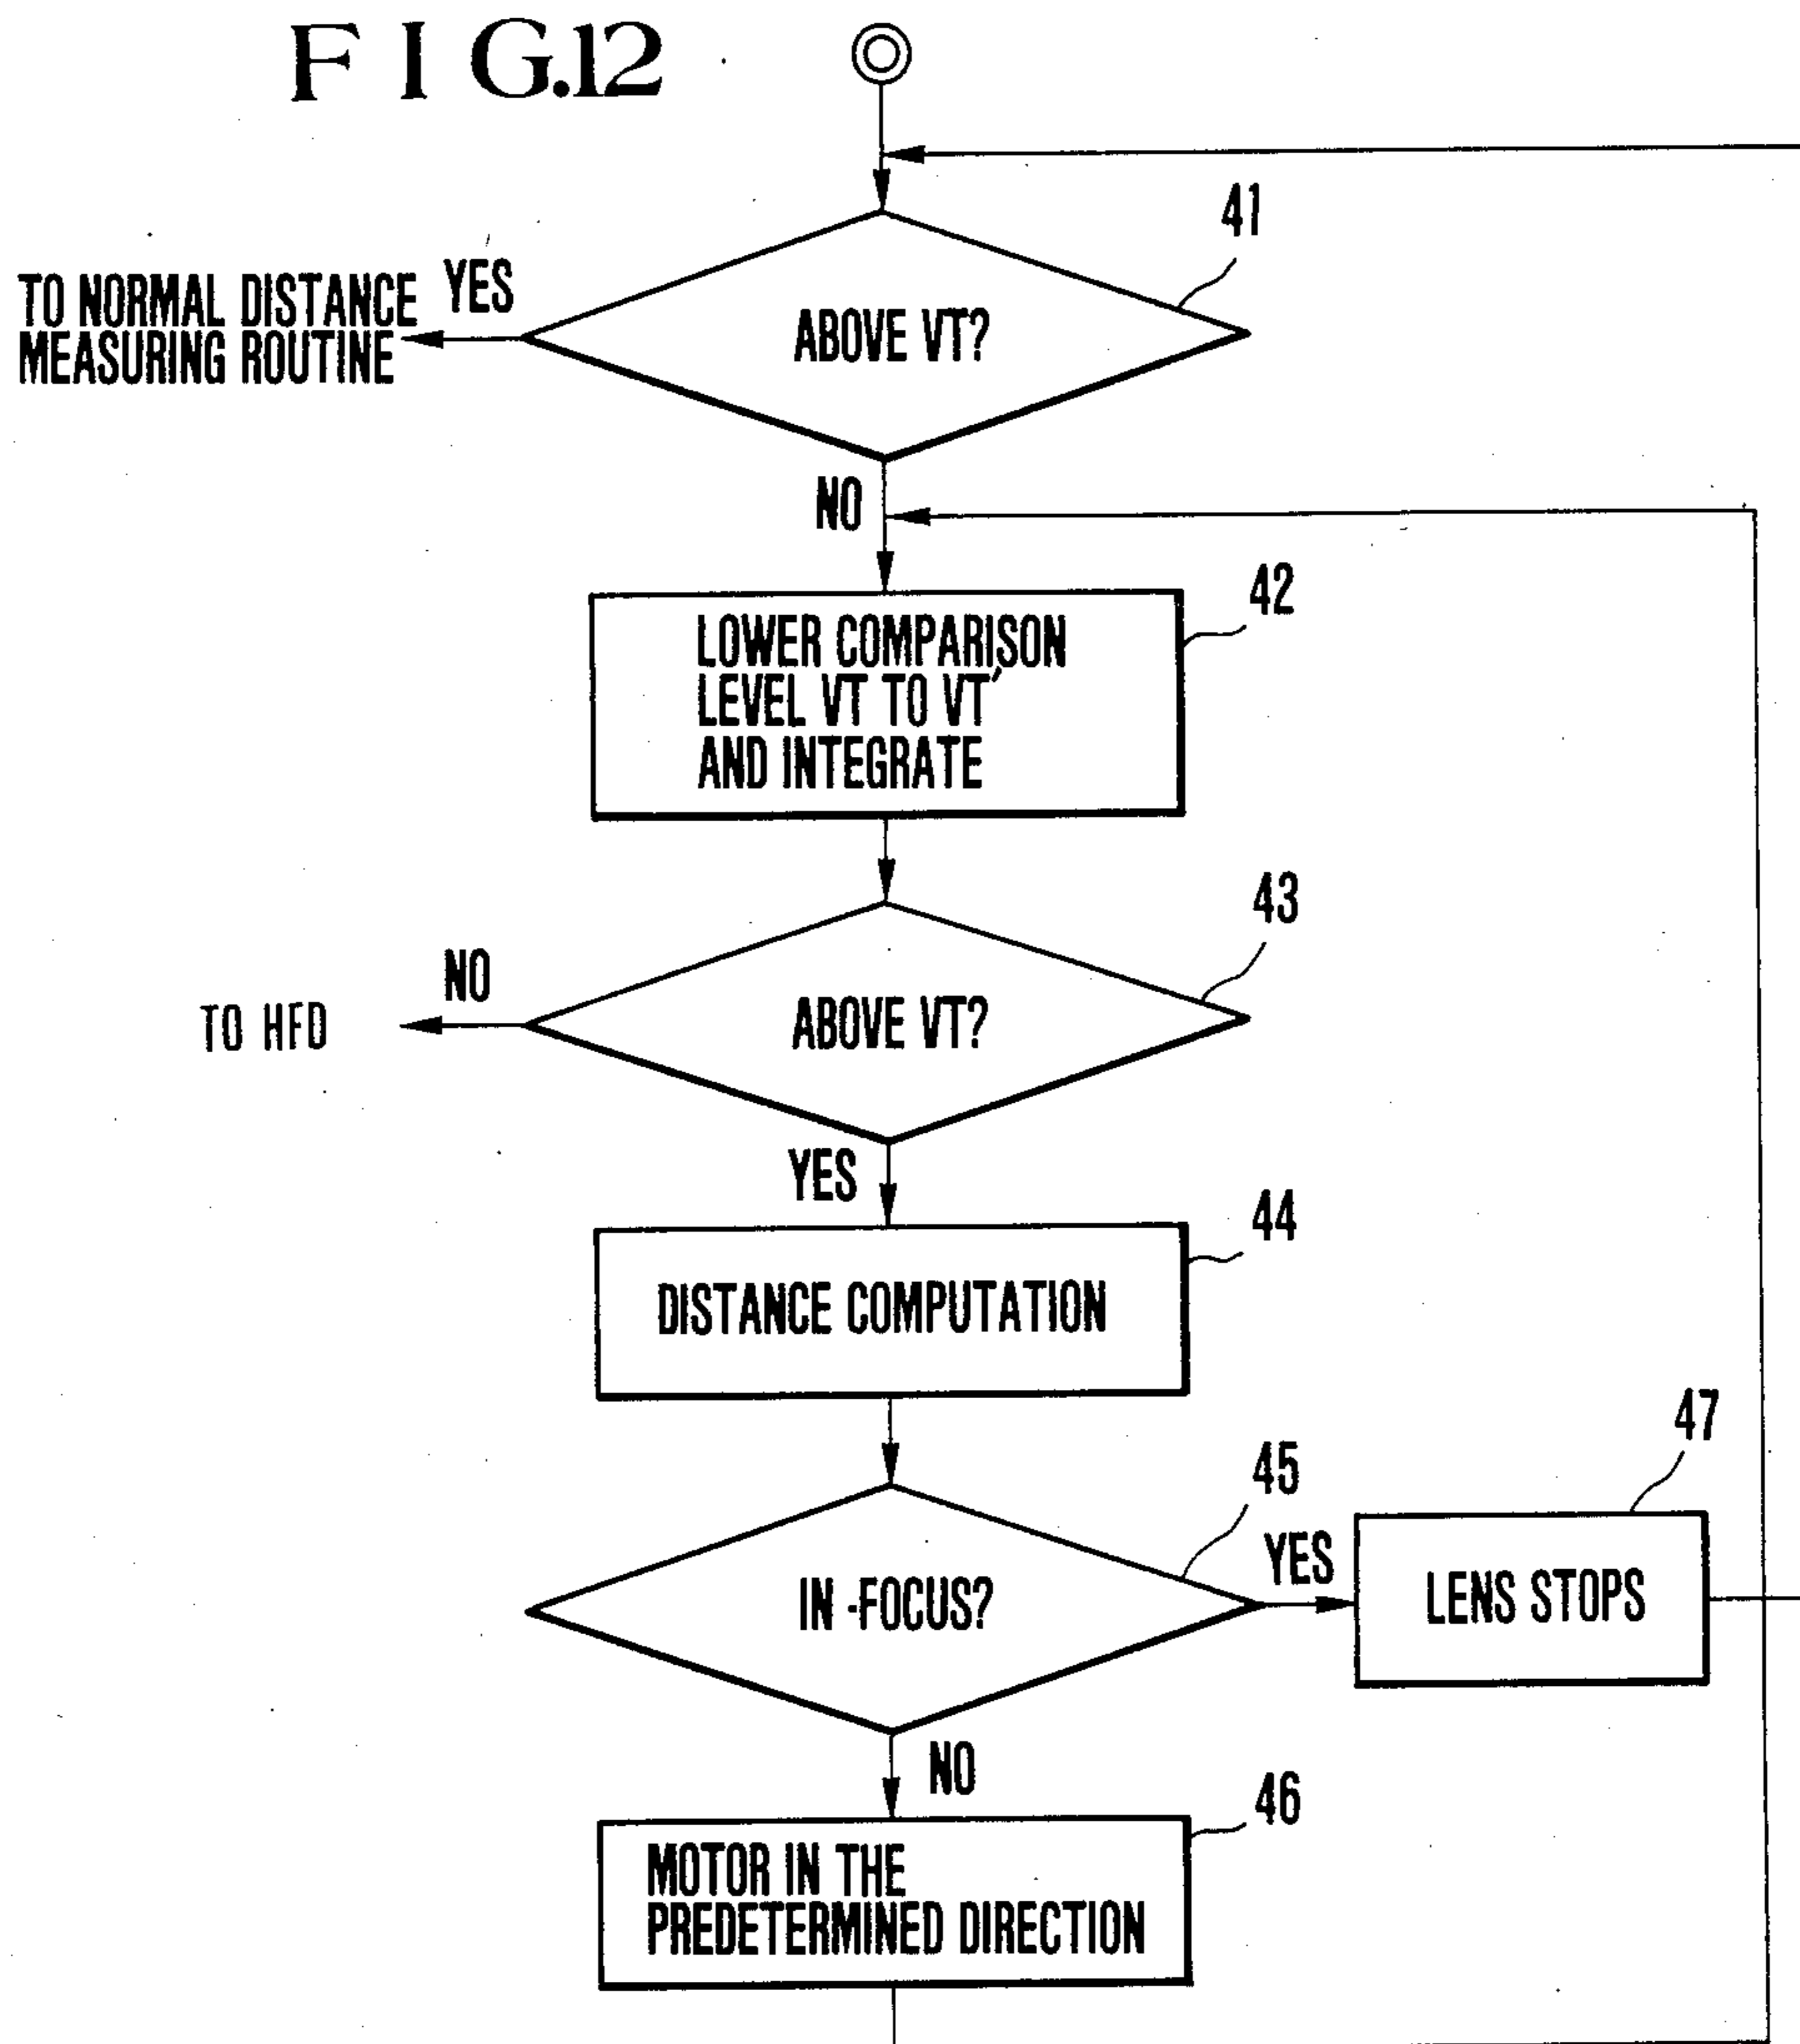 FIG.12
41
TO NORMAL DISTANCE
MEASURING ROUTINE
YES
ABOVE VT?
NO
42
LOWER COMPARISON
LEVEL VT TO VT'
AND INTEGRATE
43
NO
TO HFD
ABOVE VT?
YES
44
DISTANCE COMPUTATION
47
45
YES
IN-FOCUS?
LENS STOPS
NO
46
MOTOR IN THE
PREDETERMINED DIRECTION